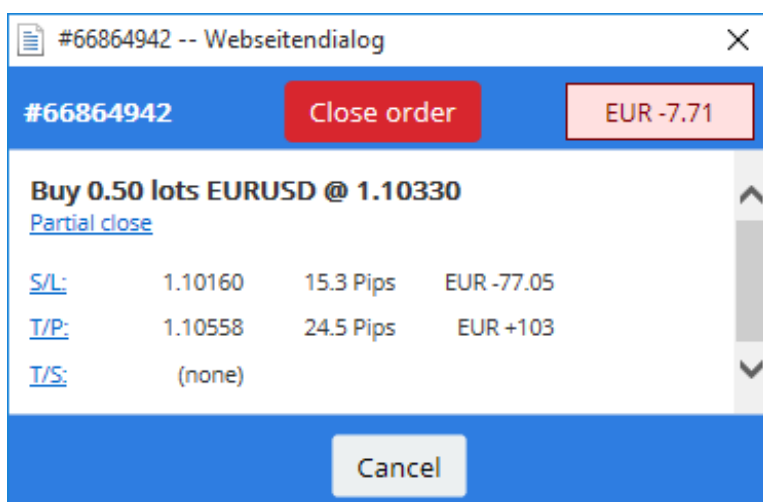 #66864942 -- Webseitendialog
#66864942 Close order EUR -7.71
Buy 0.50 lots EURUSD @ 1.10330
Partial close
S/L: 1.10160 15.3 Pips EUR -77.05
T/P: 1.10558 24.5 Pips EUR +103
T/S: (none)
Cancel